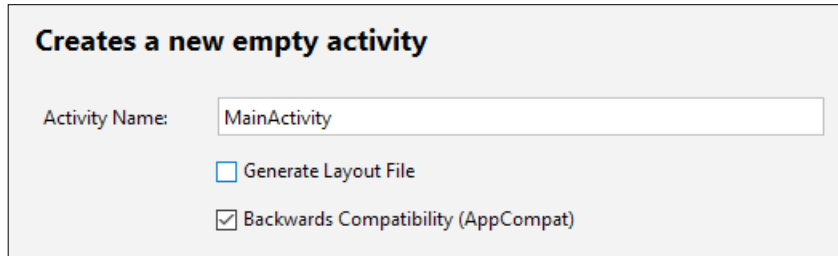 Creates a new empty activity
Activity Name: MainActivity
Generate Layout File
Backwards Compatibility (AppCompat)